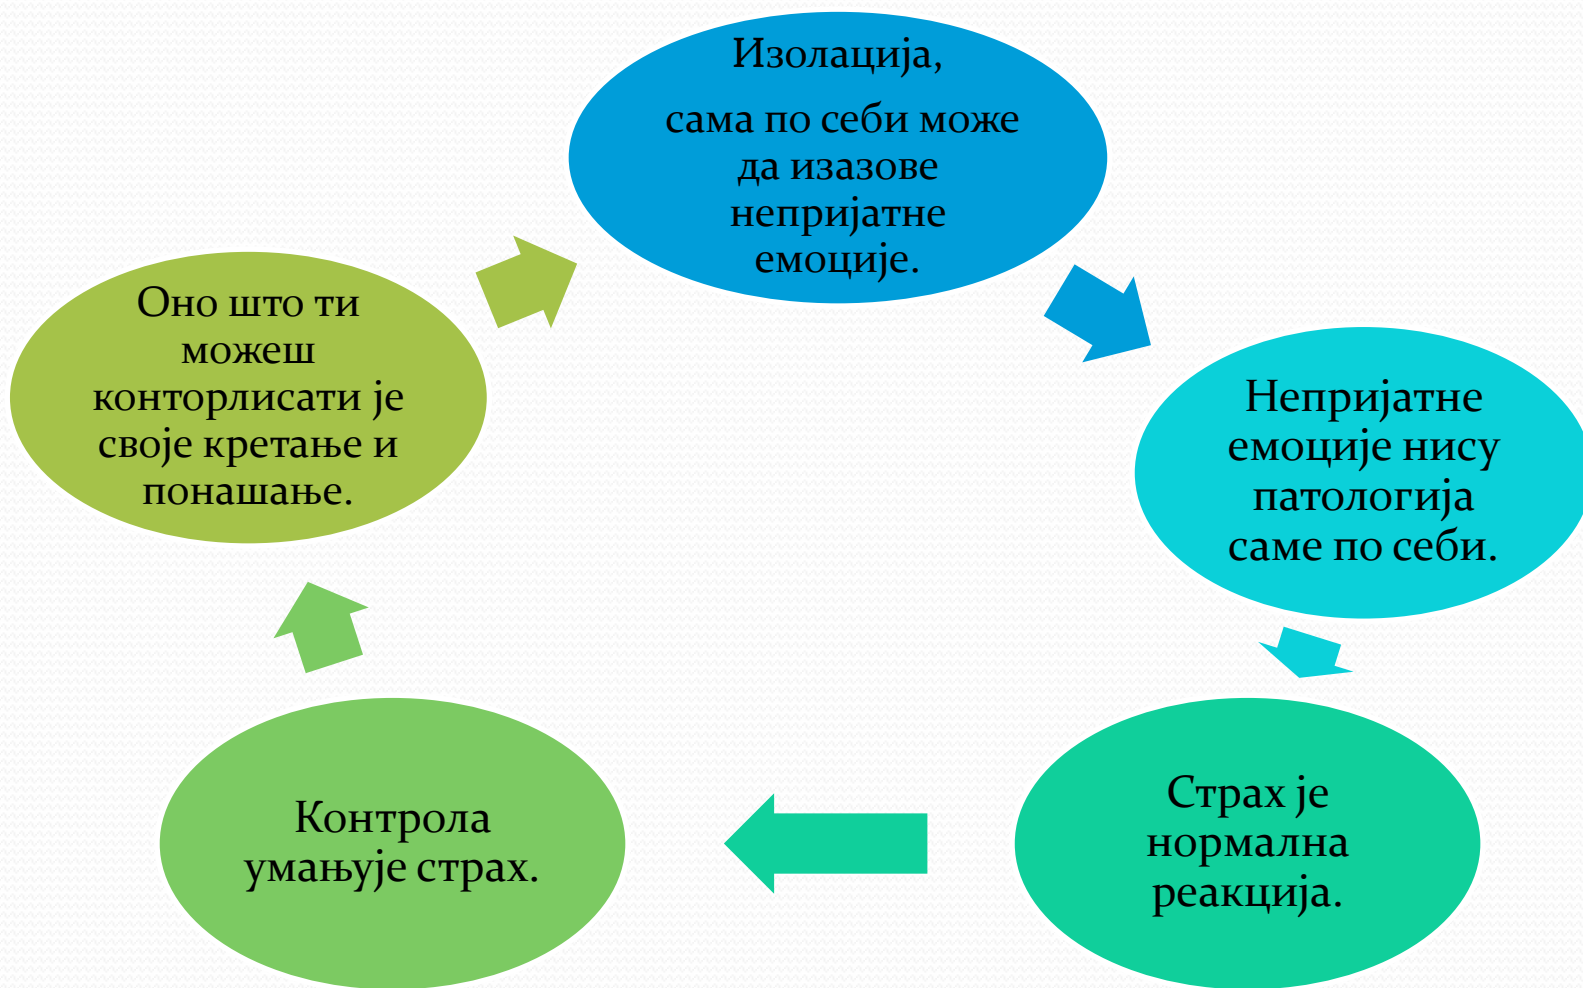 Изолација,
сама по себи може
да изазове
непријатне
емоције.
Непријатне
емоције нису
патологија
саме по себи.
Страх је
нормална
реакција.
Контрола
умањује страх.
Оно што ти
можеш
конторлисати је
своје кретање и
понашање.